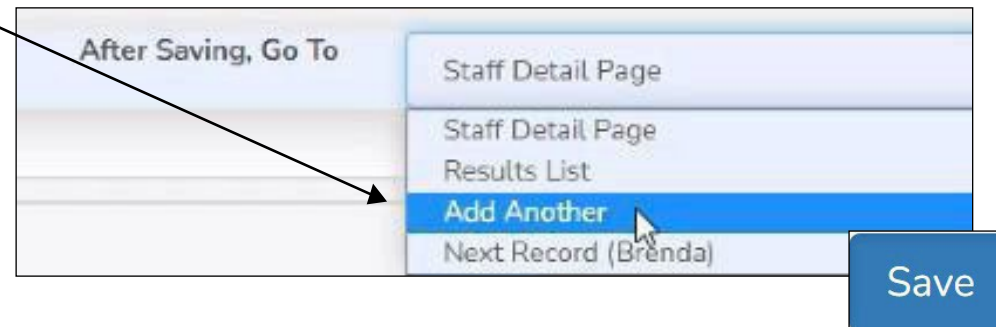 After Saving, Go To
Staff Detail Page
Staff Detail Page
Results List
Add Another
Next Record (Brenda)
Save